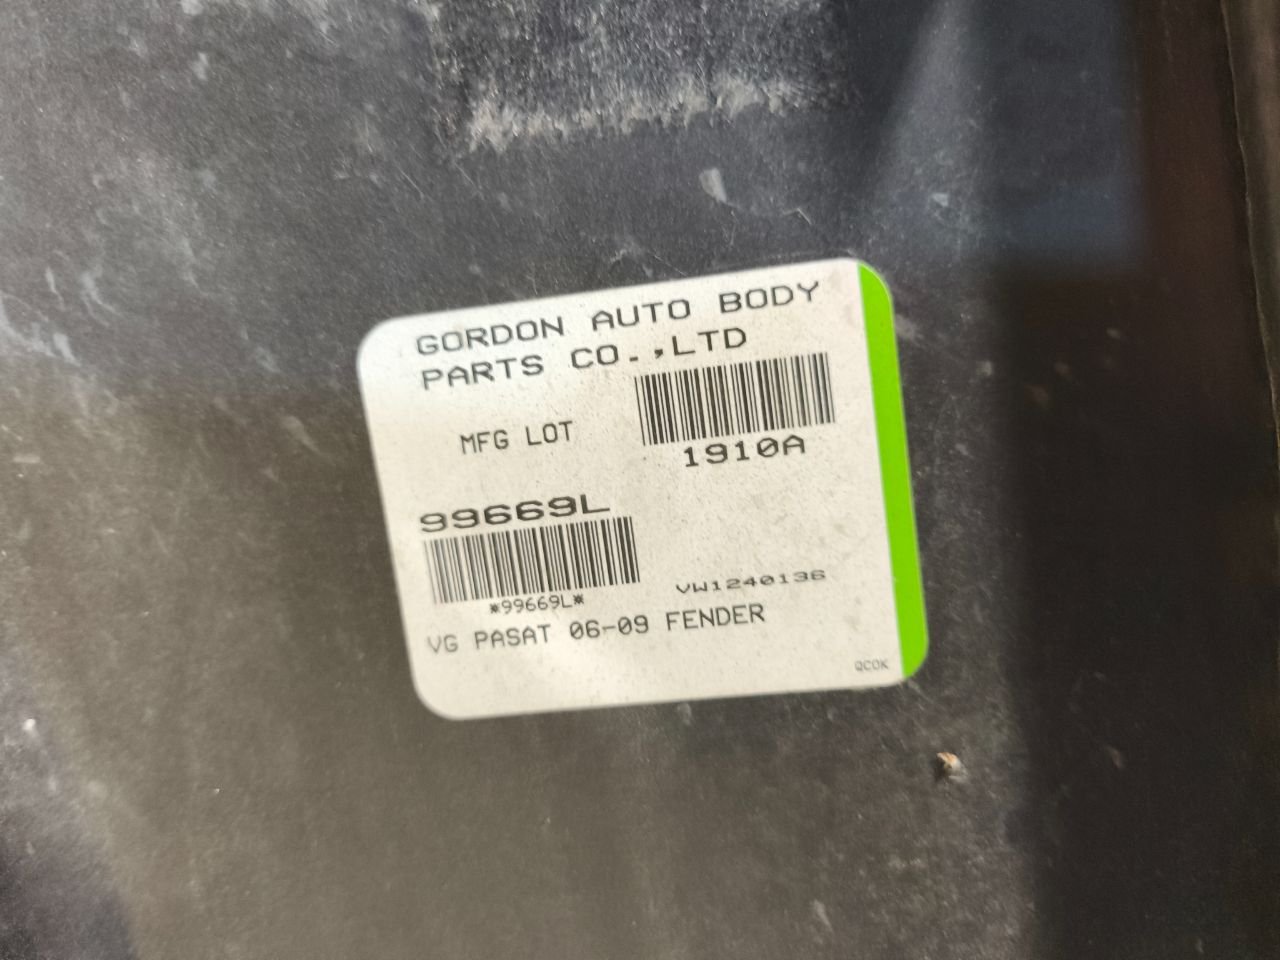 GORDON AUTO BODY
PARTS CO.,LTD
MFG LOT
1910A
99669L
*99669L*
VW1240136
VG PASAT 06-09 FENDER
QCOK